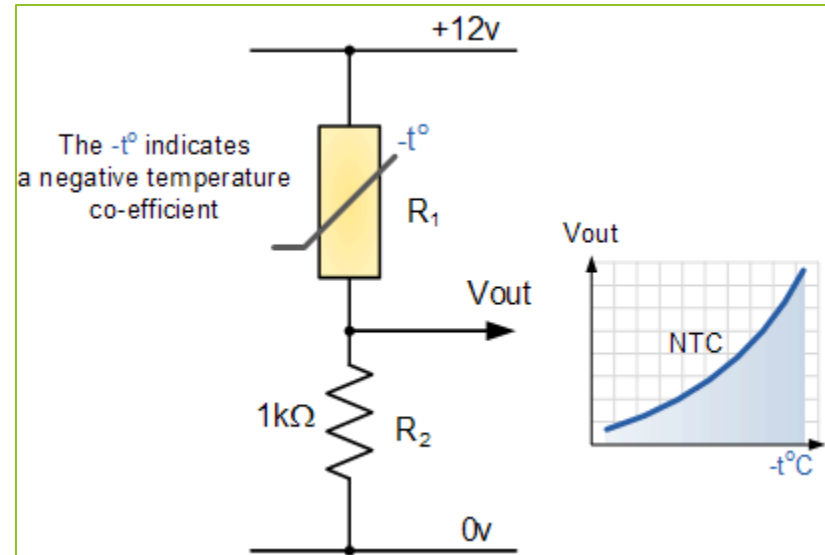 +12v
The -t° indicates
a negative temperature
co-efficient
-t°
R₁
Vout
1kΩ
R₂
0v
Vout
NTC
-t°C